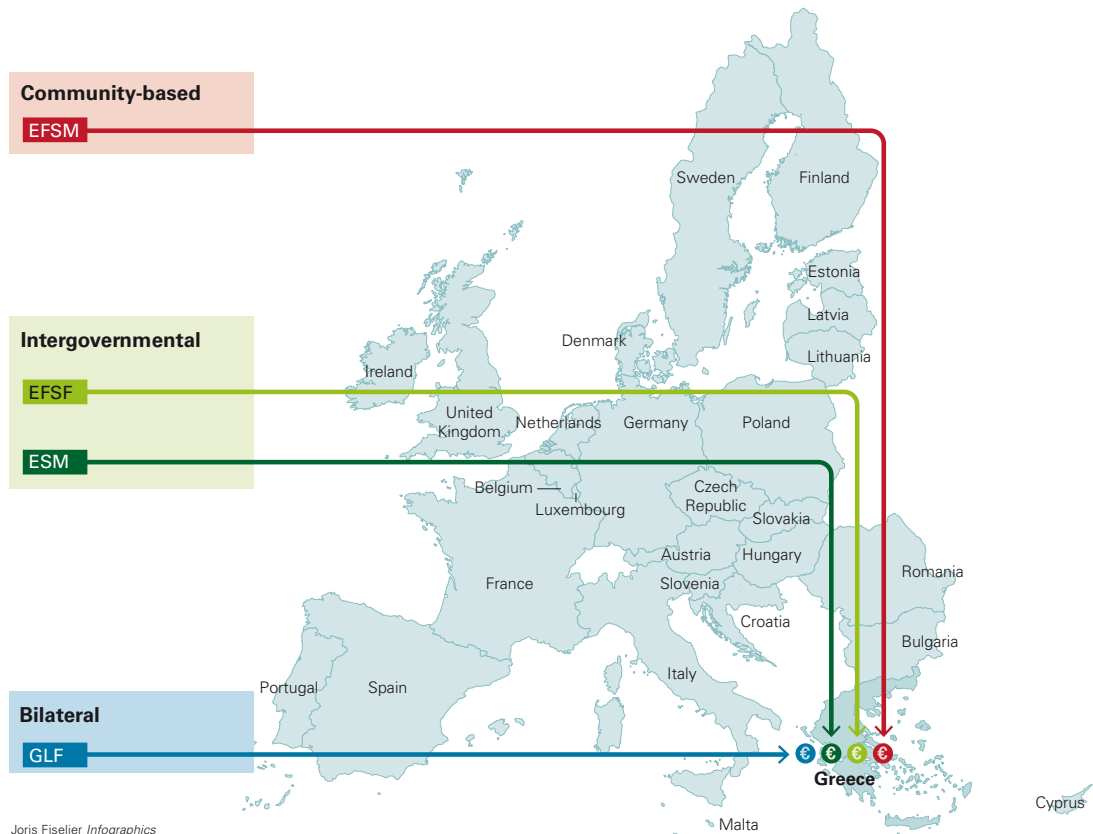 Community-based
EFSM
Intergovernmental
EFSF
ESM
Bilateral
GLF
Sweden
Finland
Estonia
Latvia
Lithuania
Denmark
Ireland
United
Kingdom
Netherlands
Germany
Poland
Belgium
Luxembourg
Czech
Republic
Slovakia
Austria
Hungary
France
Slovenia
Romania
Croatia
Bulgaria
Italy
Portugal
Spain
€ € € €
Greece
Cyprus
Malta
Joris Fiselier Infographics